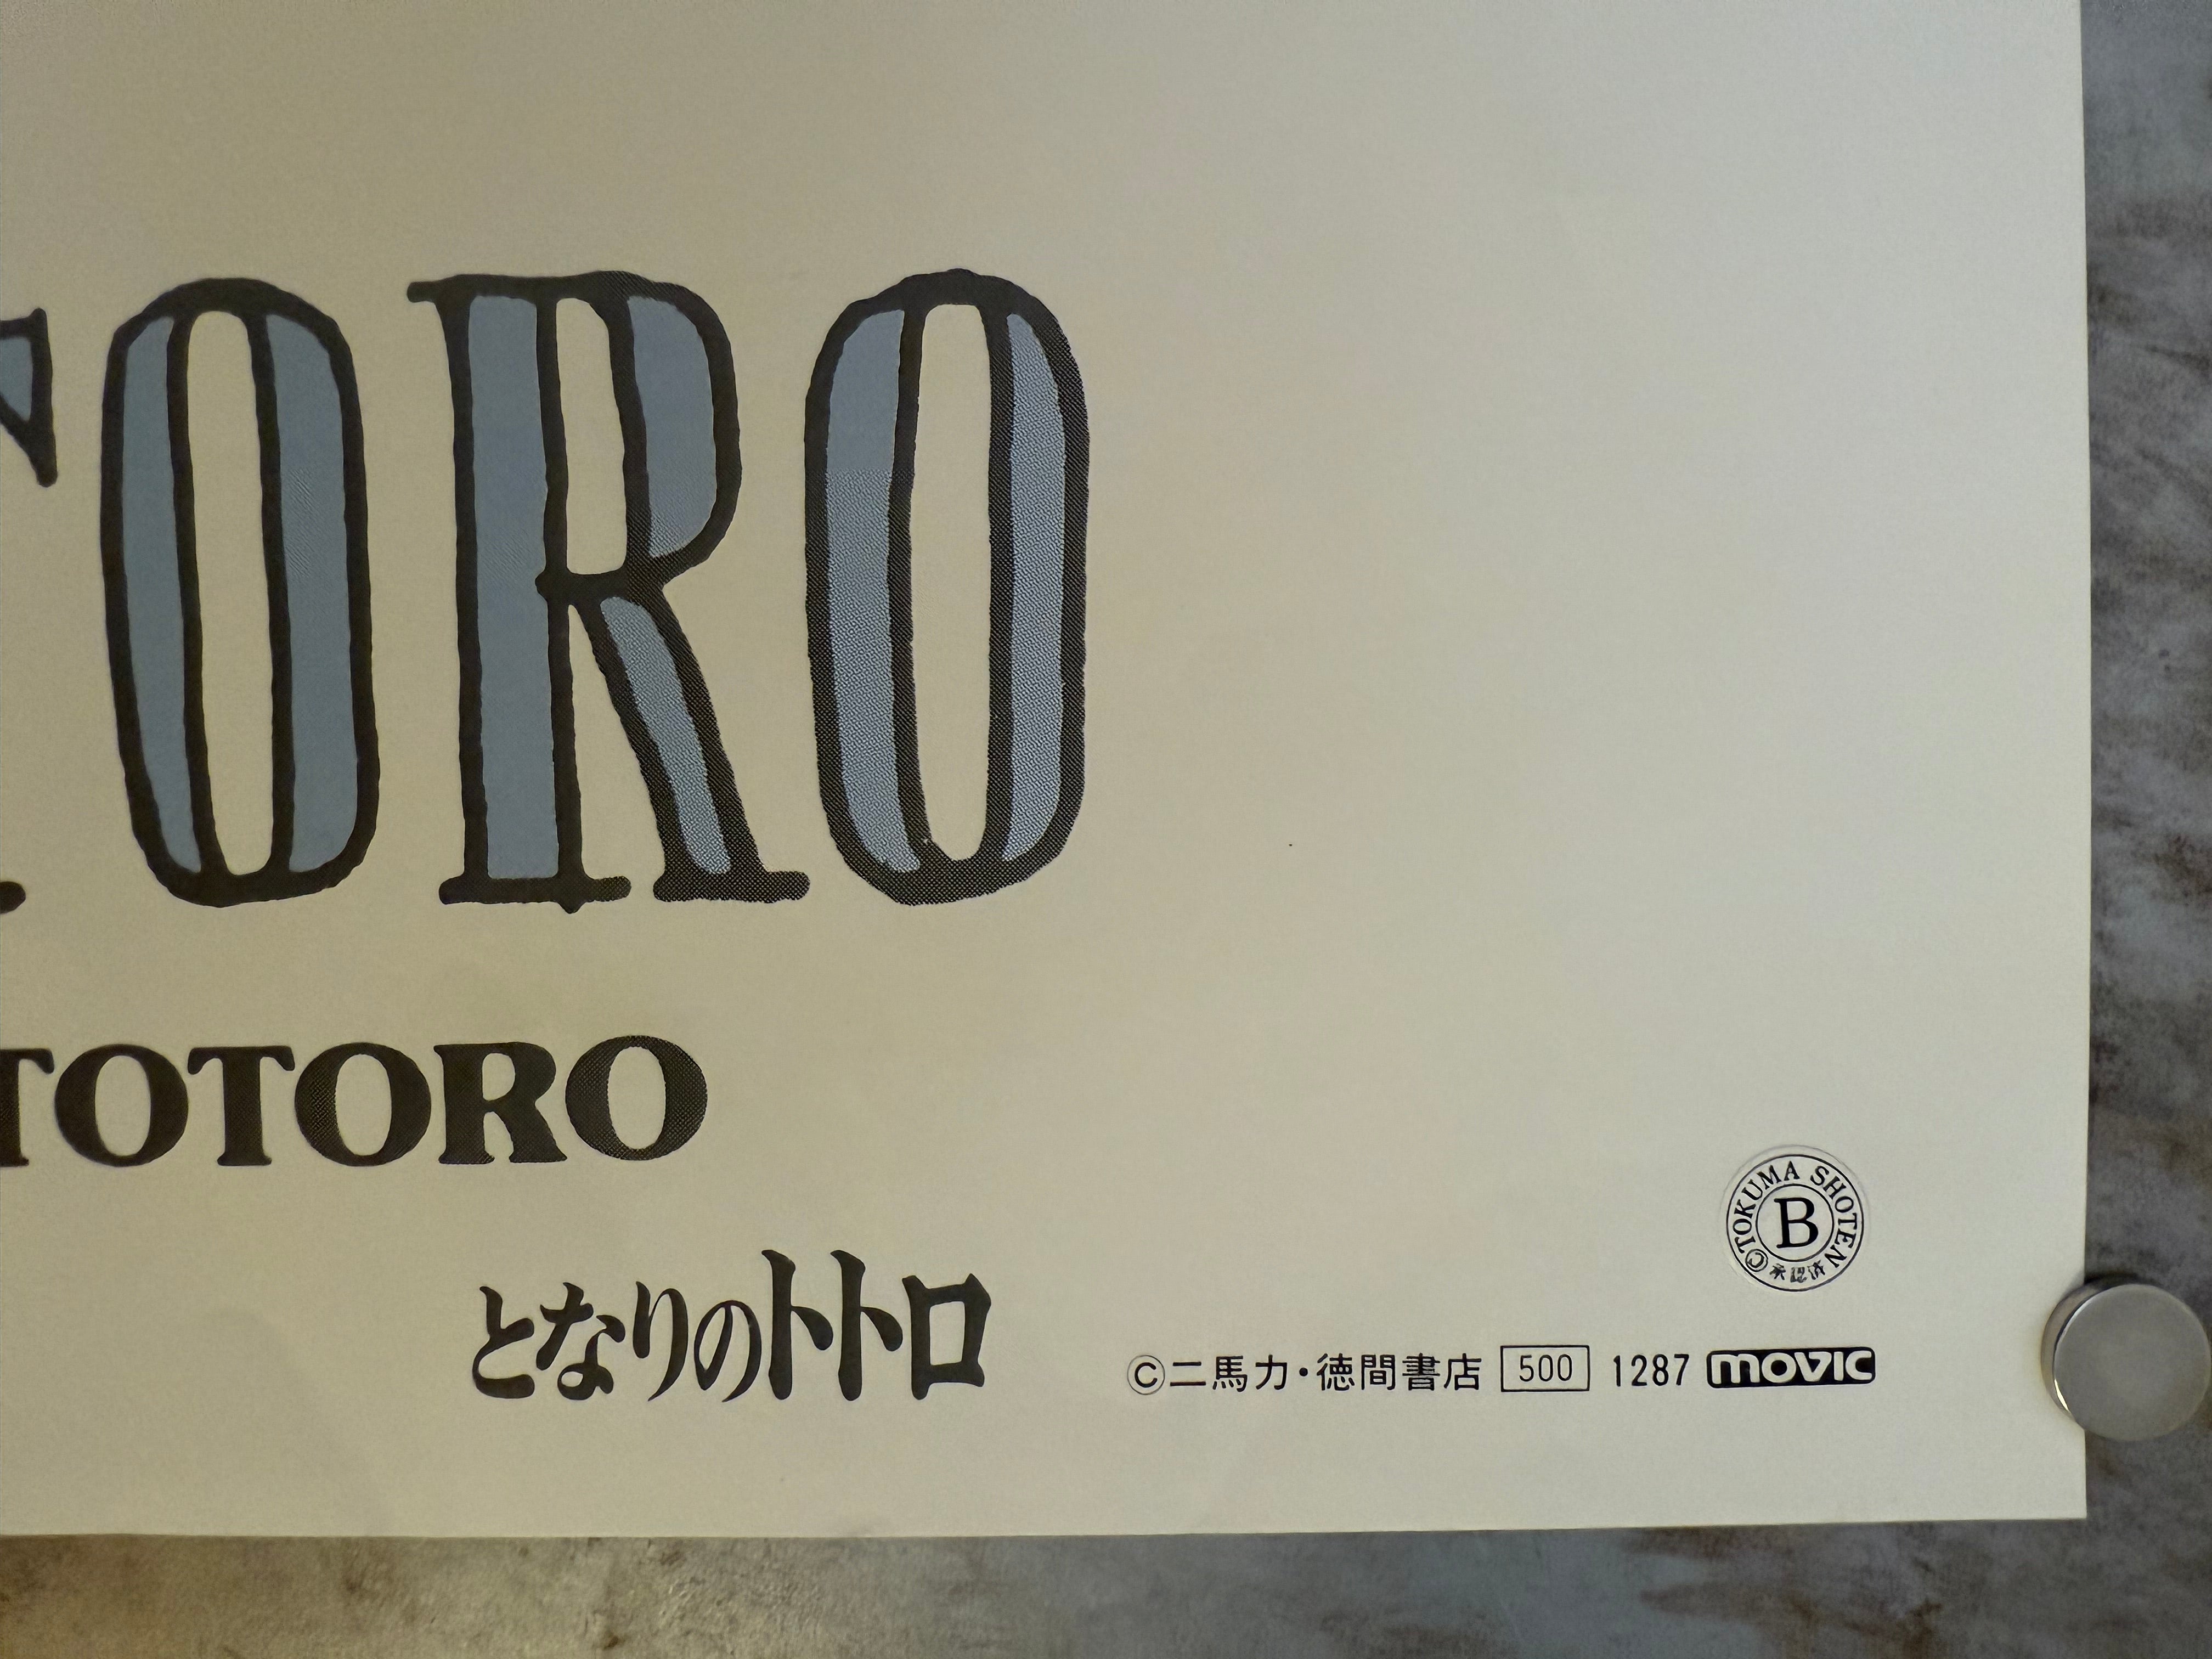 TORO
TOTORO
©TOKUMA SHOTEN
B
承認済
となりのトトロ
©二馬力・徳間書店 500 1287 movic